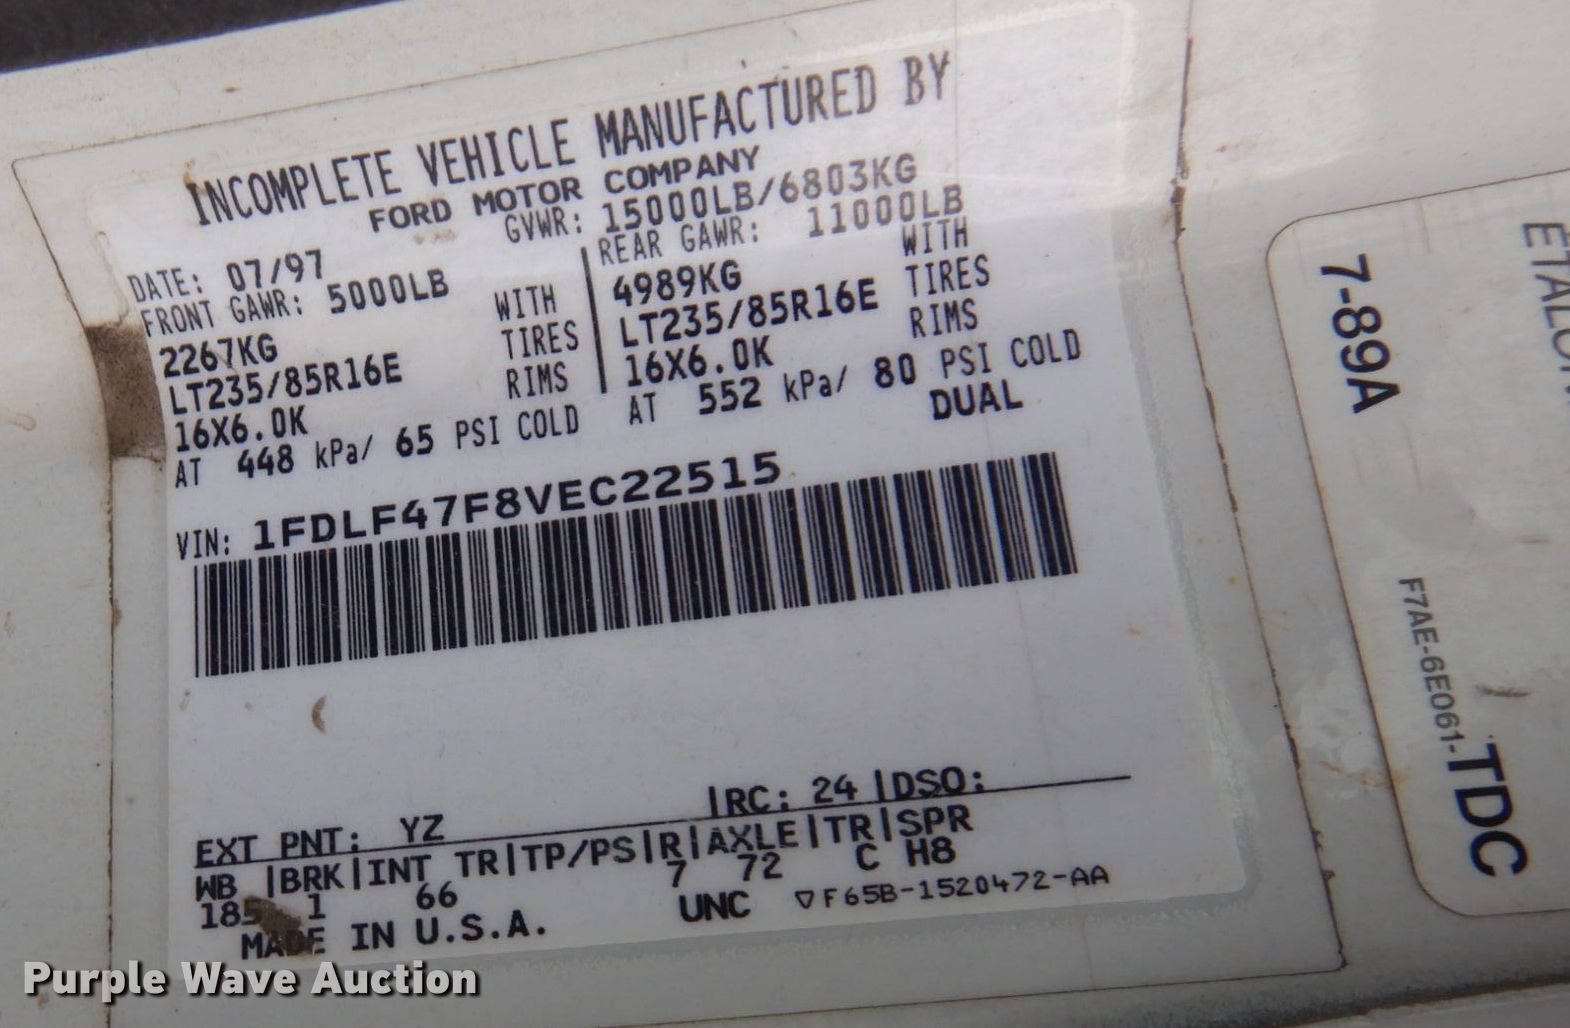 INCOMPLETE VEHICLE MANUFACTURED BY
FORD MOTOR COMPANY
GVWR: 15000LB/6803KG
DATE: 07/97
FRONT GAWR: 5000LB
2267KG WITH
LT235/85R16E TIRES
16X6.0K RIMS
AT 448 kPa/ 65 PSI COLD
REAR GAWR: 11000LB
4989KG WITH
LT235/85R16E TIRES
16X6.0K RIMS
AT 552 kPa/ 80 PSI COLD
DUAL
VIN: 1FDLF47F8VEC22515
EXT PNT: YZ |RC: 24 |DSO:
WB |BRK|INT TR|TP/PS|R|AXLE|TR|SPR
185 1 66 7 72 C H8
MADE IN U.S.A. UNC ▽F65B-1520472-AA
7-89A
F7AE-6E061-TDC
Purple Wave Auction